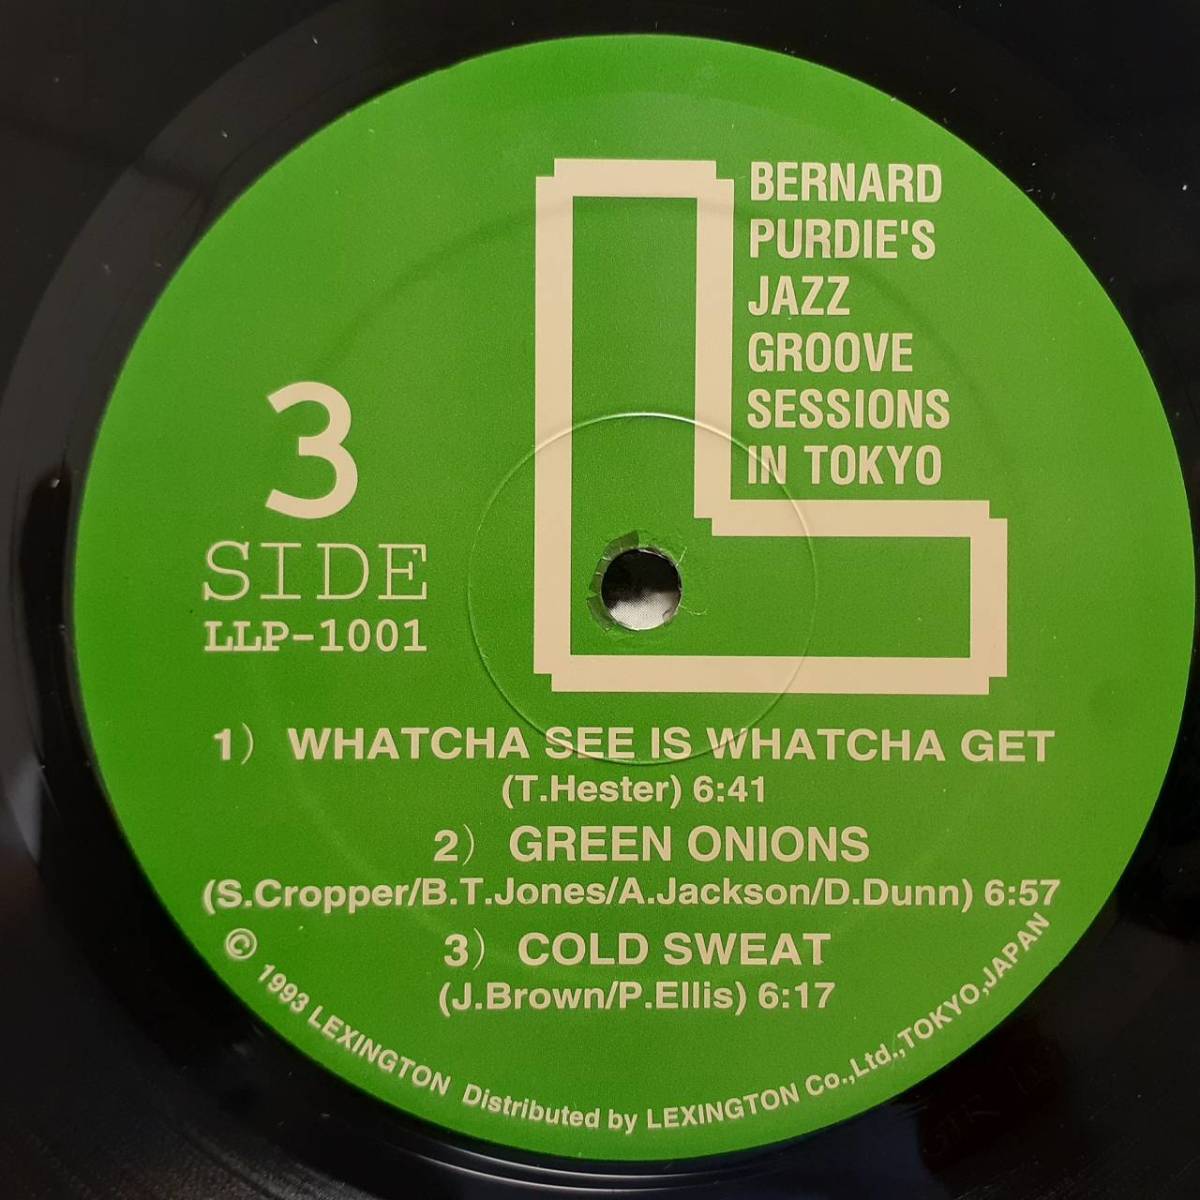 BERNARD
PURDIE'S
JAZZ
GROOVE
SESSIONS
IN TOKYO
3
SIDE
LLP-1001
1) WHATCHA SEE IS WHATCHA GET
(T.Hester) 6:41
2) GREEN ONIONS
(S.Cropper/B.T.Jones/A.Jackson/D.Dunn) 6:57
3) COLD SWEAT
(J.Brown/P.Ellis) 6:17
© 1993 LEXINGTON Distributed by LEXINGTON Co.,Ltd.,TOKYO,JAPAN